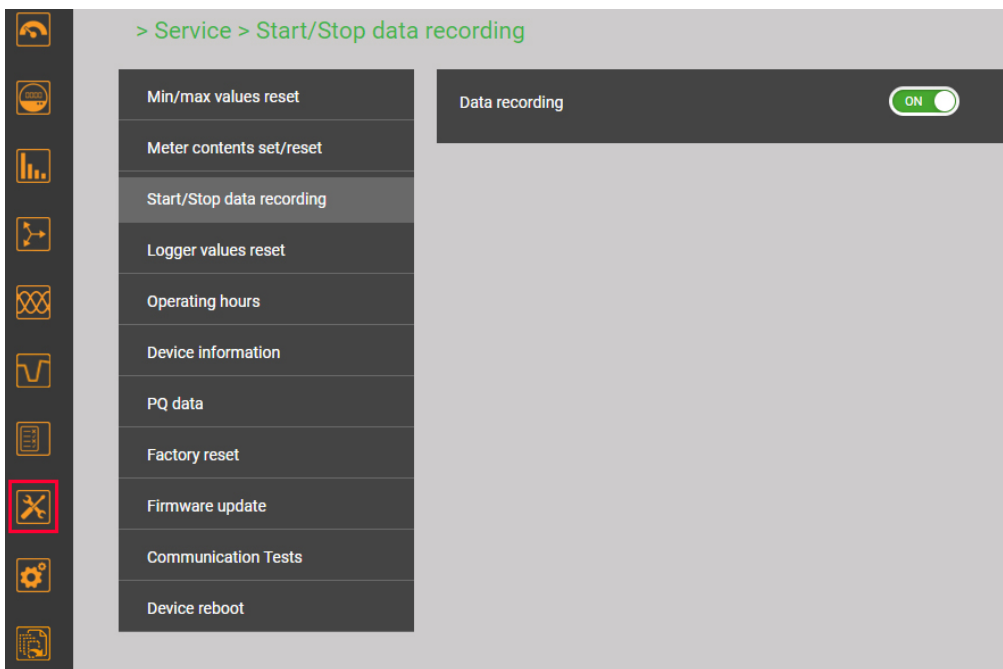 > Service > Start/Stop data recording
Min/max values reset
Meter contents set/reset
Start/Stop data recording
Logger values reset
Operating hours
Device information
PQ data
Factory reset
Firmware update
Communication Tests
Device reboot
Data recording
ON